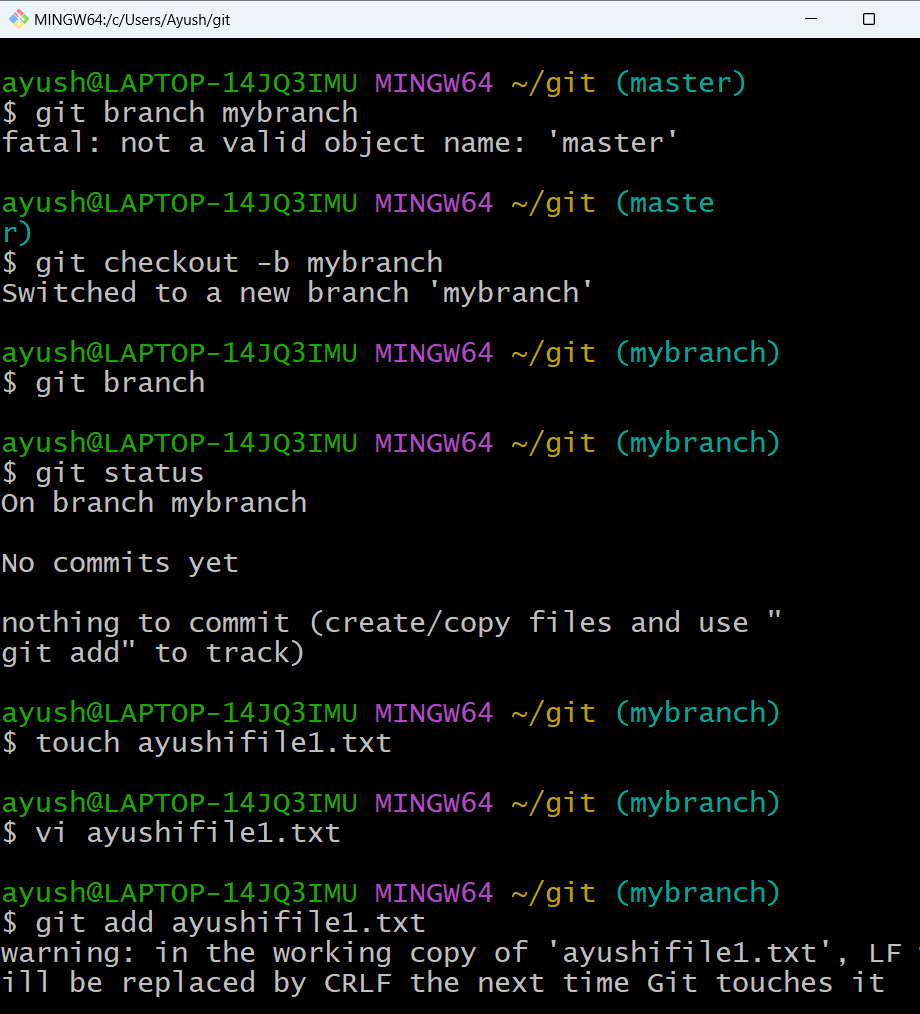 MINGW64:/c/Users/Ayush/git
ayush@LAPTOP-14JQ3IMU MINGW64 ~/git (master)
$ git branch mybranch
fatal: not a valid object name: 'master'
ayush@LAPTOP-14JQ3IMU MINGW64 ~/git (maste
r)
$ git checkout -b mybranch
Switched to a new branch 'mybranch'
ayush@LAPTOP-14JQ3IMU MINGW64 ~/git (mybranch)
$ git branch
ayush@LAPTOP-14JQ3IMU MINGW64 ~/git (mybranch)
$ git status
On branch mybranch
No commits yet
nothing to commit (create/copy files and use "
git add" to track)
ayush@LAPTOP-14JQ3IMU MINGW64 ~/git (mybranch)
$ touch ayushifile1.txt
ayush@LAPTOP-14JQ3IMU MINGW64 ~/git (mybranch)
$ vi ayushifile1.txt
ayush@LAPTOP-14JQ3IMU MINGW64 ~/git (mybranch)
$ git add ayushifile1.txt
warning: in the working copy of 'ayushifile1.txt', LF
ill be replaced by CRLF the next time Git touches it